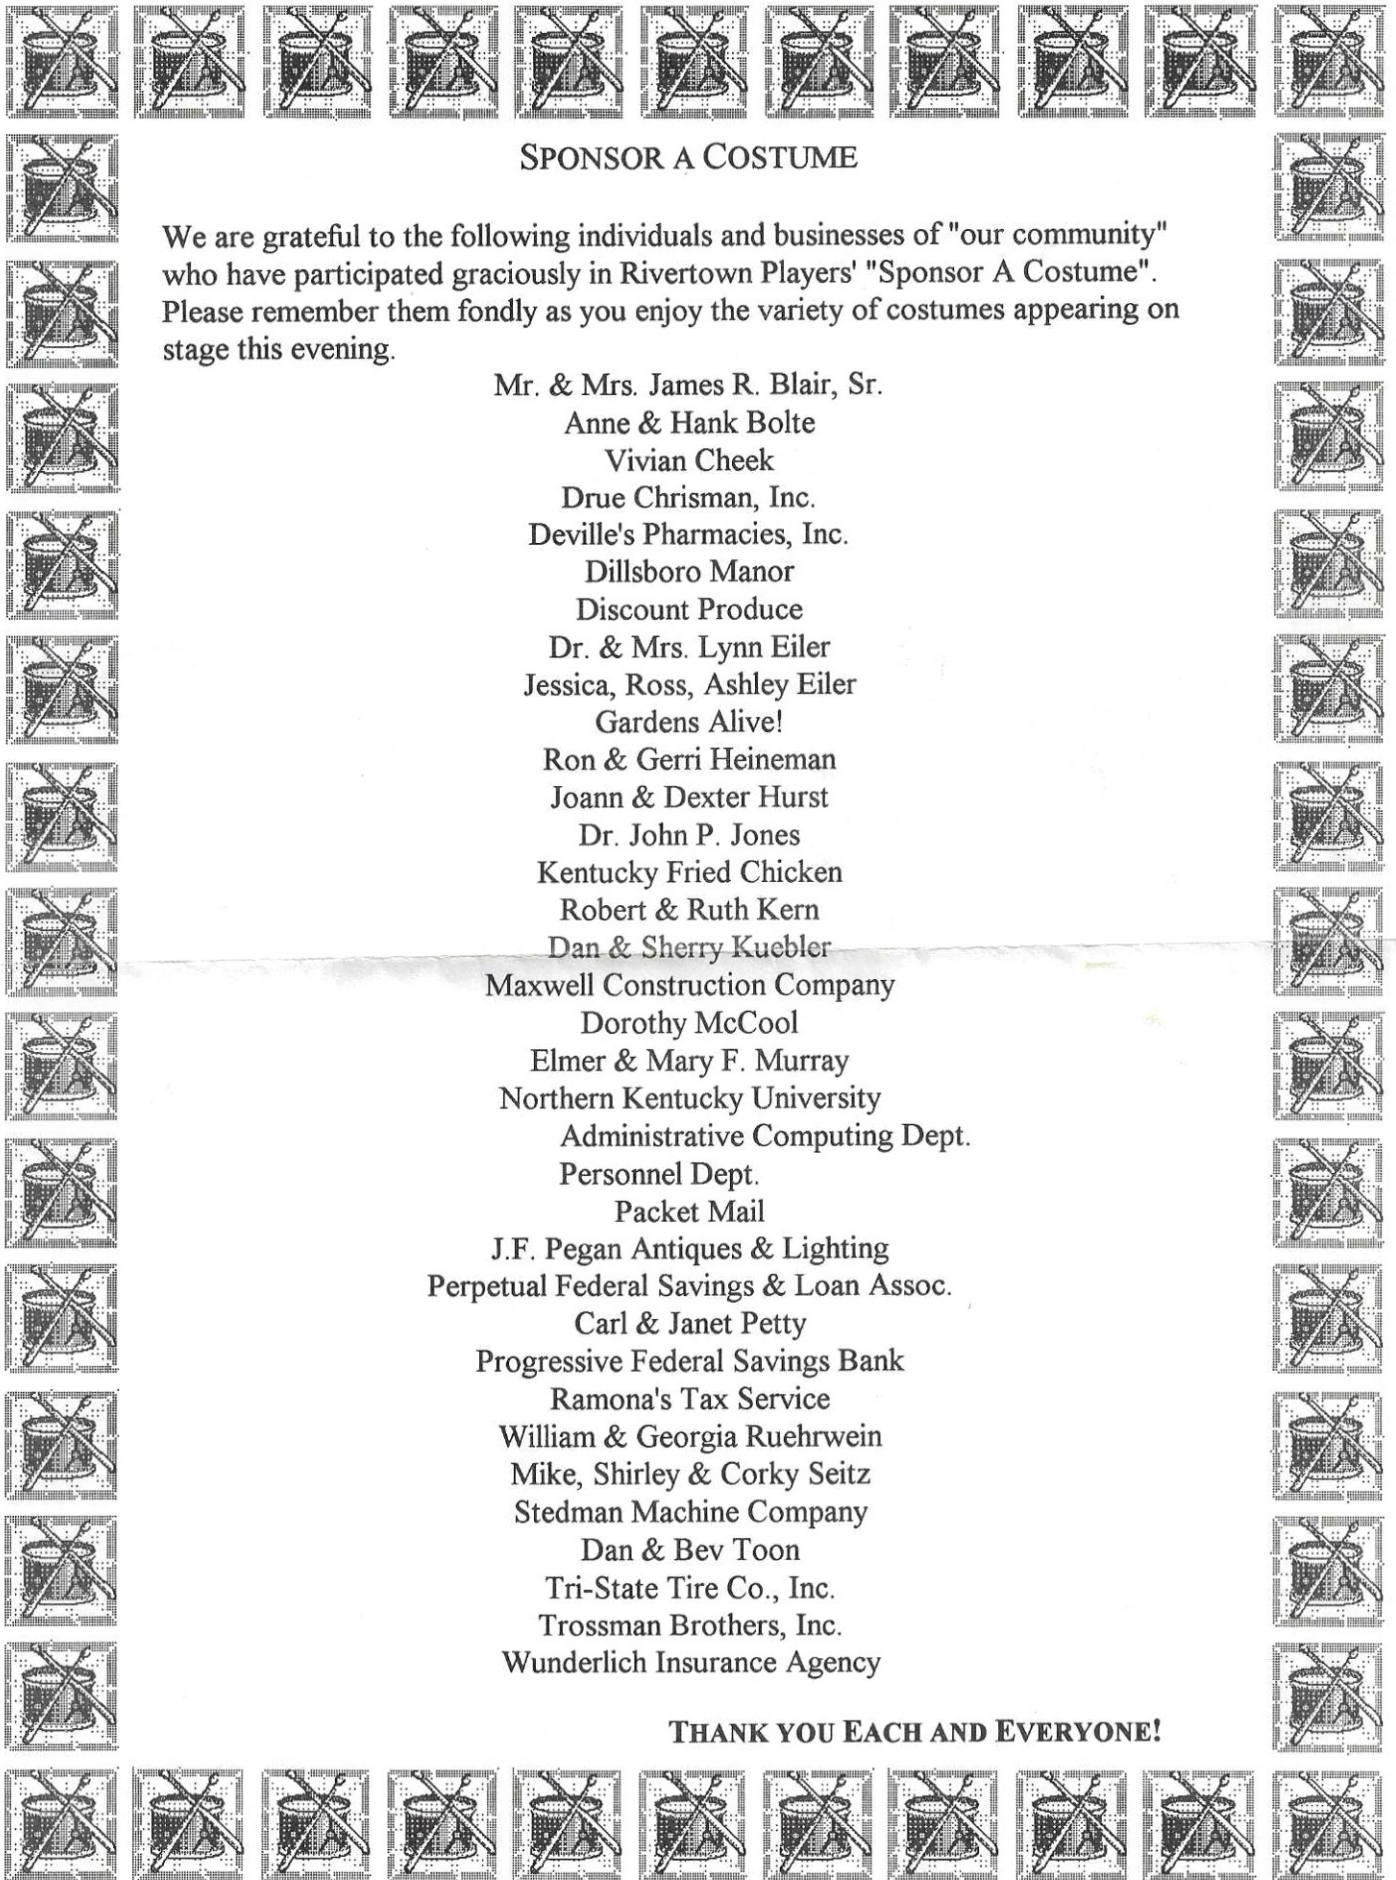 SPONSOR A COSTUME
We are grateful to the following individuals and businesses of "our community"
who have participated graciously in Rivertown Players' "Sponsor A Costume".
Please remember them fondly as you enjoy the variety of costumes appearing on
stage this evening.
Mr. & Mrs. James R. Blair, Sr.
Anne & Hank Bolte
Vivian Cheek
Drue Chrisman, Inc.
Deville's Pharmacies, Inc.
Dillsboro Manor
Discount Produce
Dr. & Mrs. Lynn Eiler
Jessica, Ross, Ashley Eiler
Gardens Alive!
Ron & Gerri Heineman
Joann & Dexter Hurst
Dr. John P. Jones
Kentucky Fried Chicken
Robert & Ruth Kern
Dan & Sherry Kuebler
Maxwell Construction Company
Dorothy McCool
Elmer & Mary F. Murray
Northern Kentucky University
Administrative Computing Dept.
Personnel Dept.
Packet Mail
J.F. Pegan Antiques & Lighting
Perpetual Federal Savings & Loan Assoc.
Carl & Janet Petty
Progressive Federal Savings Bank
Ramona's Tax Service
William & Georgia Ruehrwein
Mike, Shirley & Corky Seitz
Stedman Machine Company
Dan & Bev Toon
Tri-State Tire Co., Inc.
Trossman Brothers, Inc.
Wunderlich Insurance Agency
THANK YOU EACH AND EVERYONE!